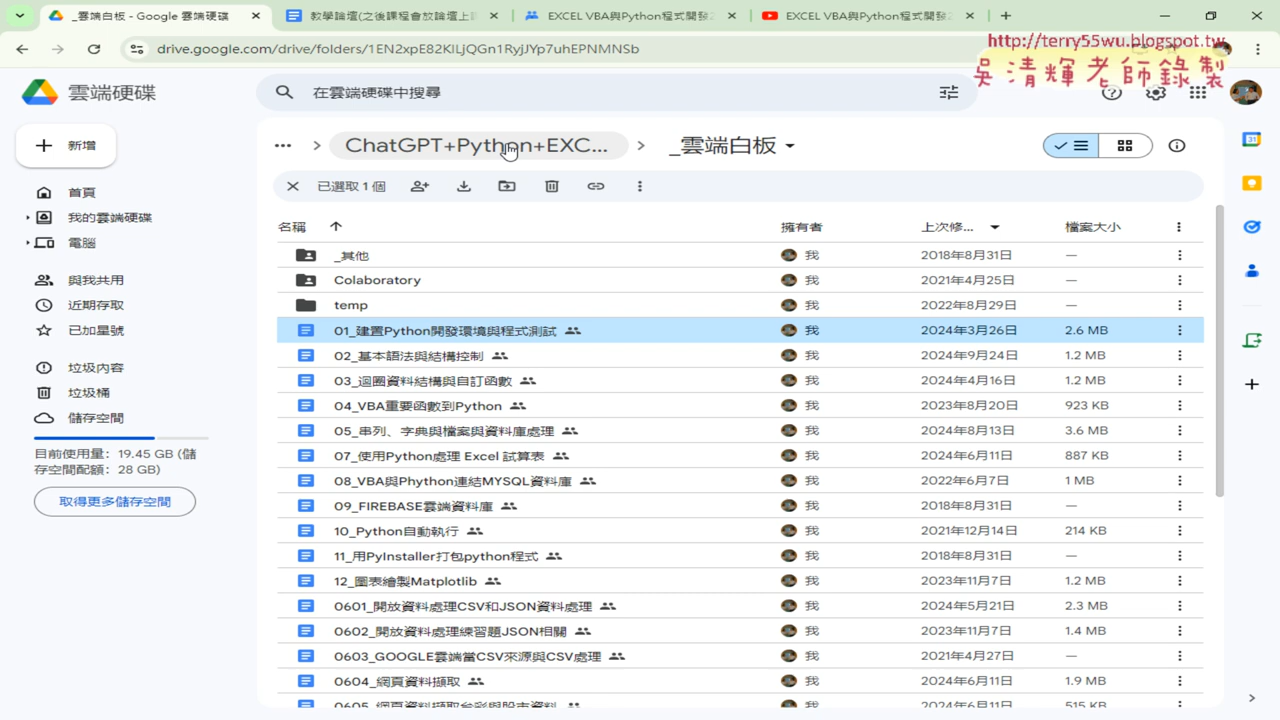 _雲端白板 - Google 雲端硬碟
教學論壇(之後課程會放論壇上課
EXCEL VBA與Python程式開發2
EXCEL VBA與Python程式開發2
drive.google.com/drive/folders/1EN2xpE82KlLJQGn1RyjJYp7uhEPNMNSb
http://terry55wu.blogspot.tw
吳清輝老師錄製
雲端硬碟
在雲端硬碟中搜尋
新增
首頁
我的雲端硬碟
電腦
與我共用
近期存取
已加星號
垃圾內容
垃圾桶
儲存空間
目前使用量：19.45 GB (儲
存空間配額：28 GB)
取得更多儲存空間
ChatGPT+Python+EXC...
_雲端白板
已選取 1 個
名稱 擁有者 上次修... 檔案大小
_其他 我 2018年8月31日 —
Colaboratory 我 2021年4月25日 —
temp 我 2022年8月29日 —
01_建置Python開發環境與程式測試 我 2024年3月26日 2.6 MB
02_基本語法與結構控制 我 2024年9月24日 1.2 MB
03_迴圈資料結構與自訂函數 我 2024年4月16日 1.2 MB
04_VBA重要函數到Python 我 2023年8月20日 923 KB
05_串列、字典與檔案與資料庫處理 我 2024年8月13日 3.6 MB
07_使用Python處理 Excel 試算表 我 2024年6月11日 887 KB
08_VBA與Phython連結MYSQL資料庫 我 2022年6月7日 1 MB
09_FIREBASE雲端資料庫 我 2018年8月31日 —
10_Python自動執行 我 2021年12月14日 214 KB
11_用PyInstaller打包python程式 我 2018年8月31日 —
12_圖表繪製Matplotlib 我 2023年11月7日 1.2 MB
0601_開放資料處理CSV和JSON資料處理 我 2024年5月21日 2.3 MB
0602_開放資料處理練習題JSON相關 我 2023年11月7日 1.4 MB
0603_GOOGLE雲端當CSV來源與CSV處理 我 2021年4月27日 —
0604_網頁資料擷取 我 2024年6月11日 1.9 MB
0605_網頁資料擷取台彩與股市資料 我 2024年6月11日 515 KB